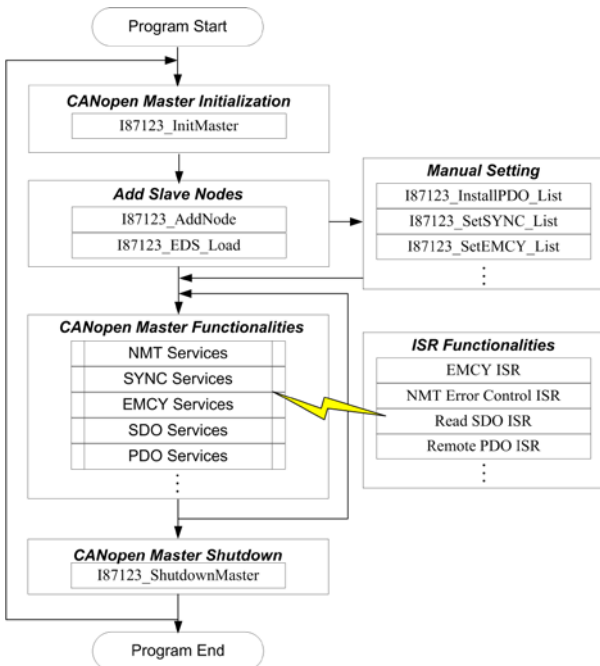 Program Start
CANopen Master Initialization
I87123_InitMaster
Add Slave Nodes
I87123_AddNode
I87123_EDS_Load
Manual Setting
I87123_InstallPDO_List
I87123_SetSYNC_List
I87123_SetEMCY_List
CANopen Master Functionalities
NMT Services
SYNC Services
EMCY Services
SDO Services
PDO Services
ISR Functionalities
EMCY ISR
NMT Error Control ISR
Read SDO ISR
Remote PDO ISR
CANopen Master Shutdown
I87123_ShutdownMaster
Program End